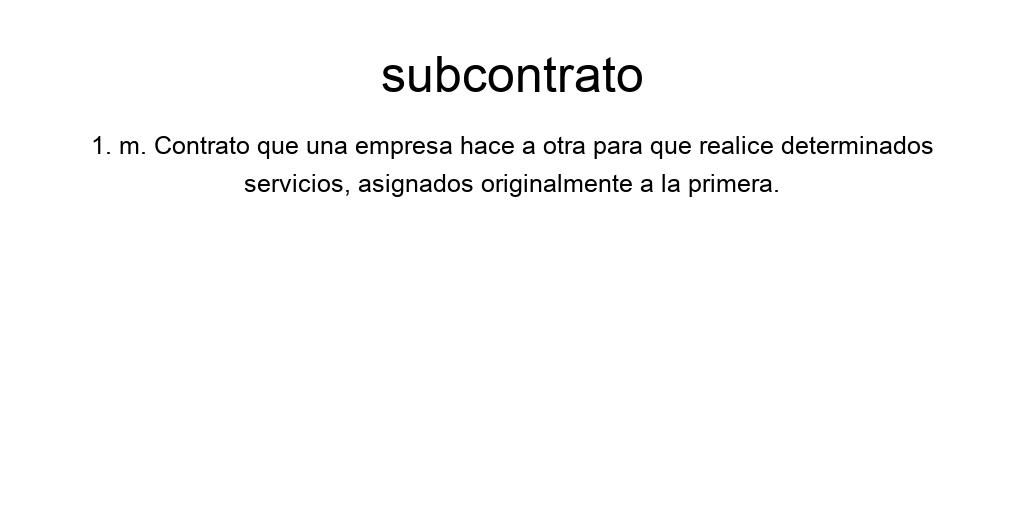 subcontrato
1. m. Contrato que una empresa hace a otra para que realice determinados
servicios, asignados originalmente a la primera.